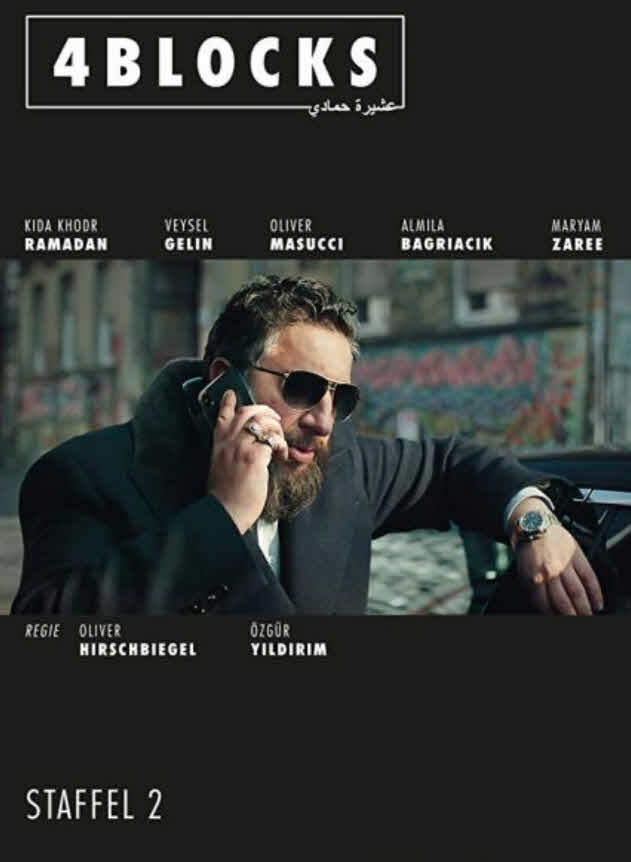 4BLOCKS
عشيرة حمادي
KIDA KHODR VEYSEL OLIVER ALMILA MARYAM
RAMADAN GELIN MASUCCI BAGRIACIK ZAREE
REGIE OLIVER ÖZGÜR
HIRSCHBIEGEL YILDIRIM
STAFFEL 2